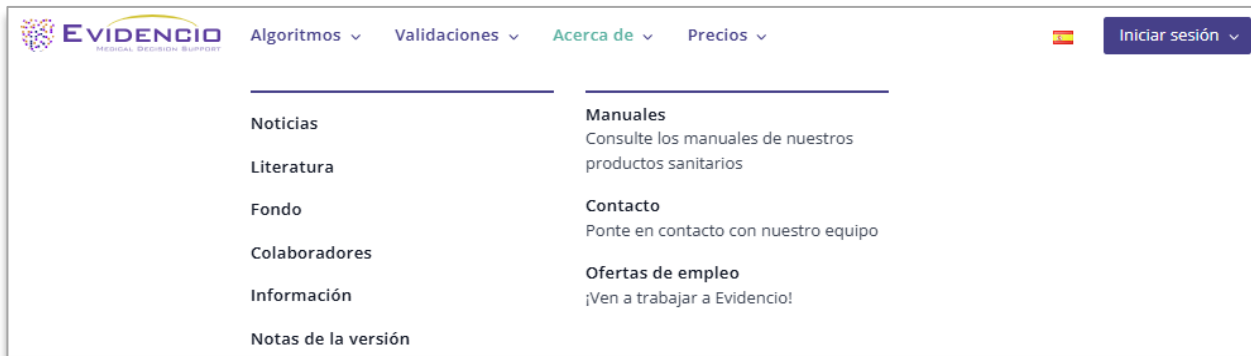 EVIDENCIO
MEDICAL DECISION SUPPORT
Algoritmos
Validaciones
Acerca de
Precios
Iniciar sesión
Noticias
Literatura
Fondo
Colaboradores
Información
Notas de la versión
Manuales
Consulte los manuales de nuestros
productos sanitarios
Contacto
Ponte en contacto con nuestro equipo
Ofertas de empleo
¡Ven a trabajar a Evidencio!